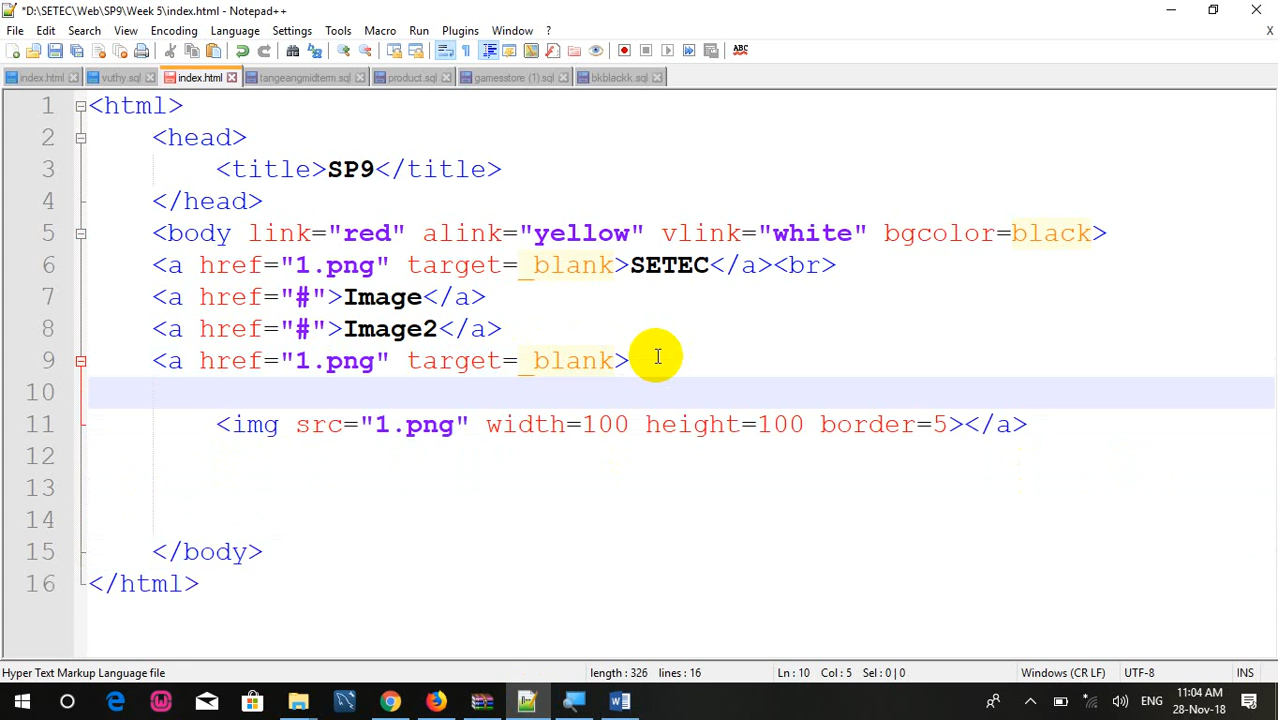 *D:\SETEC\Web\SP9\Week 5\index.html - Notepad++
File Edit Search View Encoding Language Settings Tools Macro Run Plugins Window ? X
index.html vuthy.sql index.html tangeangmidterm.sql product.sql gamesstore (1).sql bkblackk.sql
1 <html>
2 <head>
3 <title>SP9</title>
4 </head>
5 <body link="red" alink="yellow" vlink="white" bgcolor=black>
6 <a href="1.png" target=_blank>SETEC</a><br>
7 <a href="#">Image</a>
8 <a href="#">Image2</a>
9 <a href="1.png" target=_blank>
10
11 <img src="1.png" width=100 height=100 border=5></a>
12
13
14
15 </body>
16 </html>
Hyper Text Markup Language file length : 326 lines : 16 Ln : 10 Col : 5 Sel : 0 | 0 Windows (CR LF) UTF-8 INS
ENG 11:04 AM
28-Nov-18